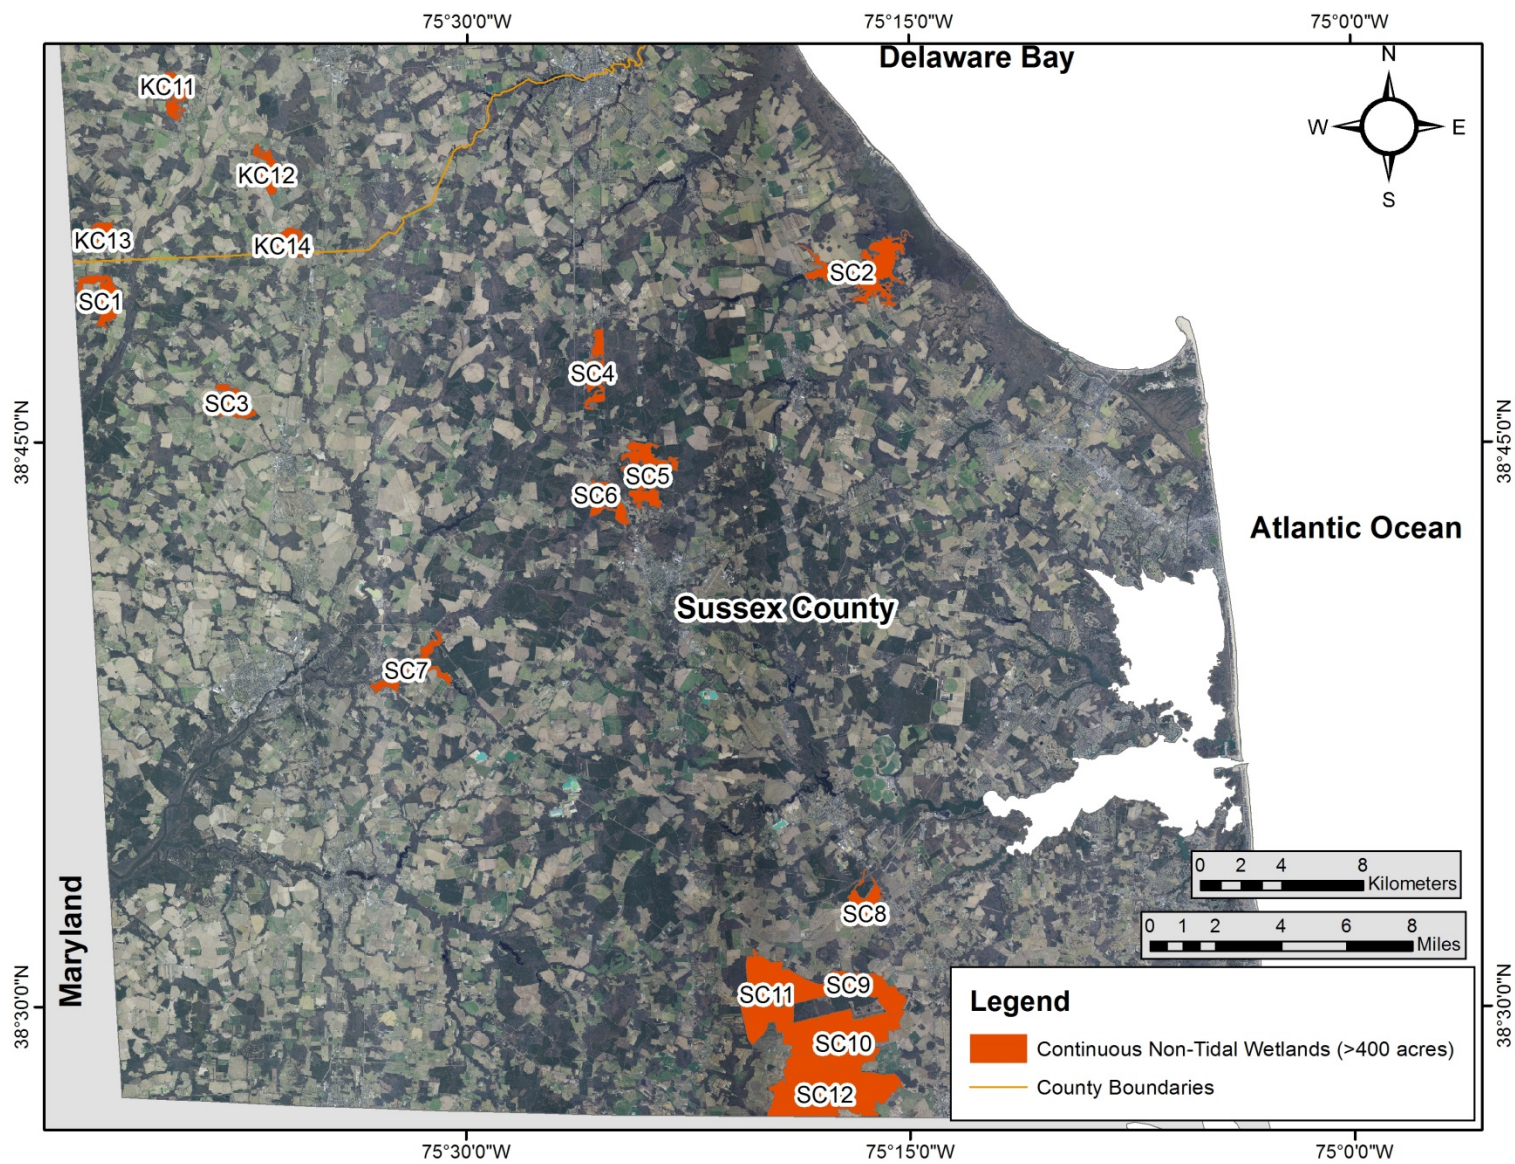 75°30'0"W
75°15'0"W
75°0'0"W
Delaware Bay
N
W
E
S
KC11
KC12
KC13
KC14
SC2
SC1
SC4
SC3
38°45'0"N
38°45'0"N
SC5
SC6
Atlantic Ocean
Sussex County
SC7
0 2 4 8
Kilometers
SC8
0 1 2 4 6 8
Miles
Maryland
SC9
SC11
38°30'0"N
38°30'0"N
Legend
SC10
Continuous Non-Tidal Wetlands (>400 acres)
County Boundaries
SC12
75°30'0"W
75°15'0"W
75°0'0"W